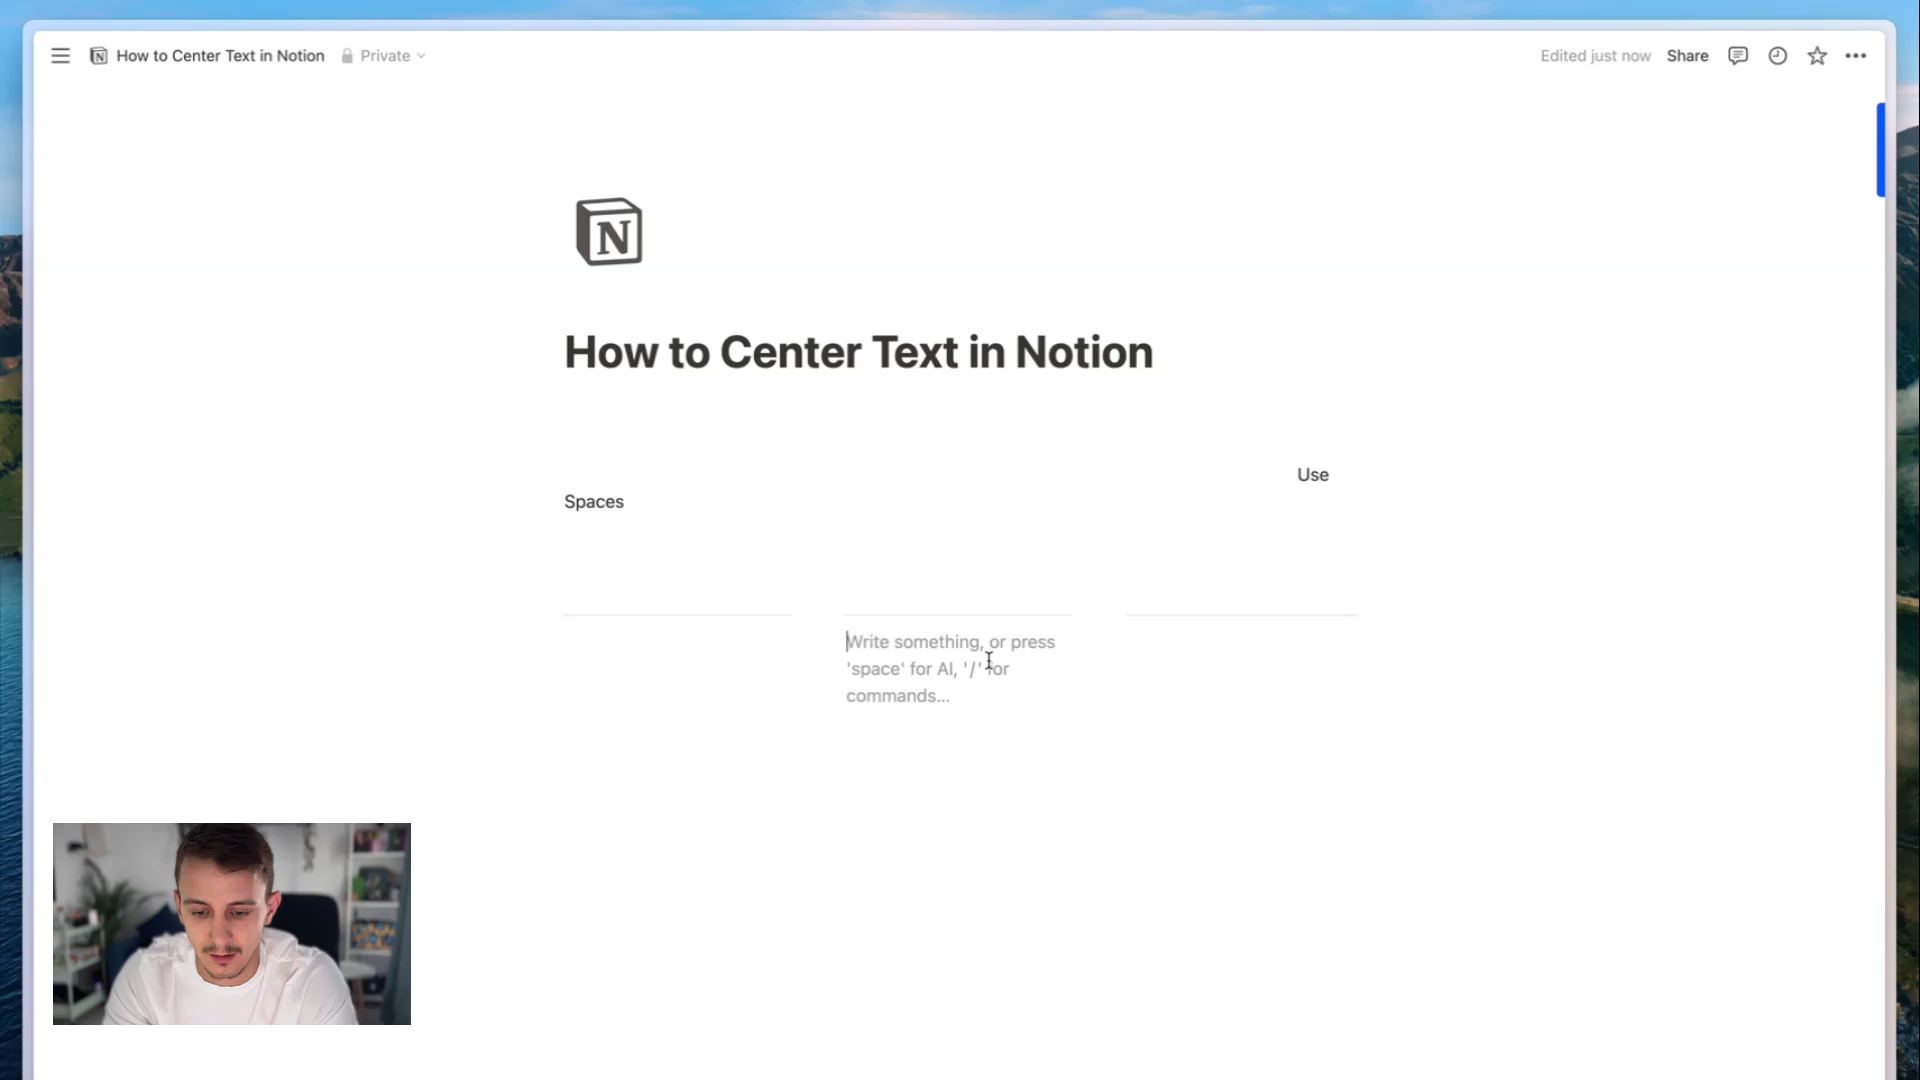 How to Center Text in Notion Private Edited just now Share
N
How to Center Text in Notion
Use
Spaces
Write something, or press
'space' for AI, '/' for
commands...